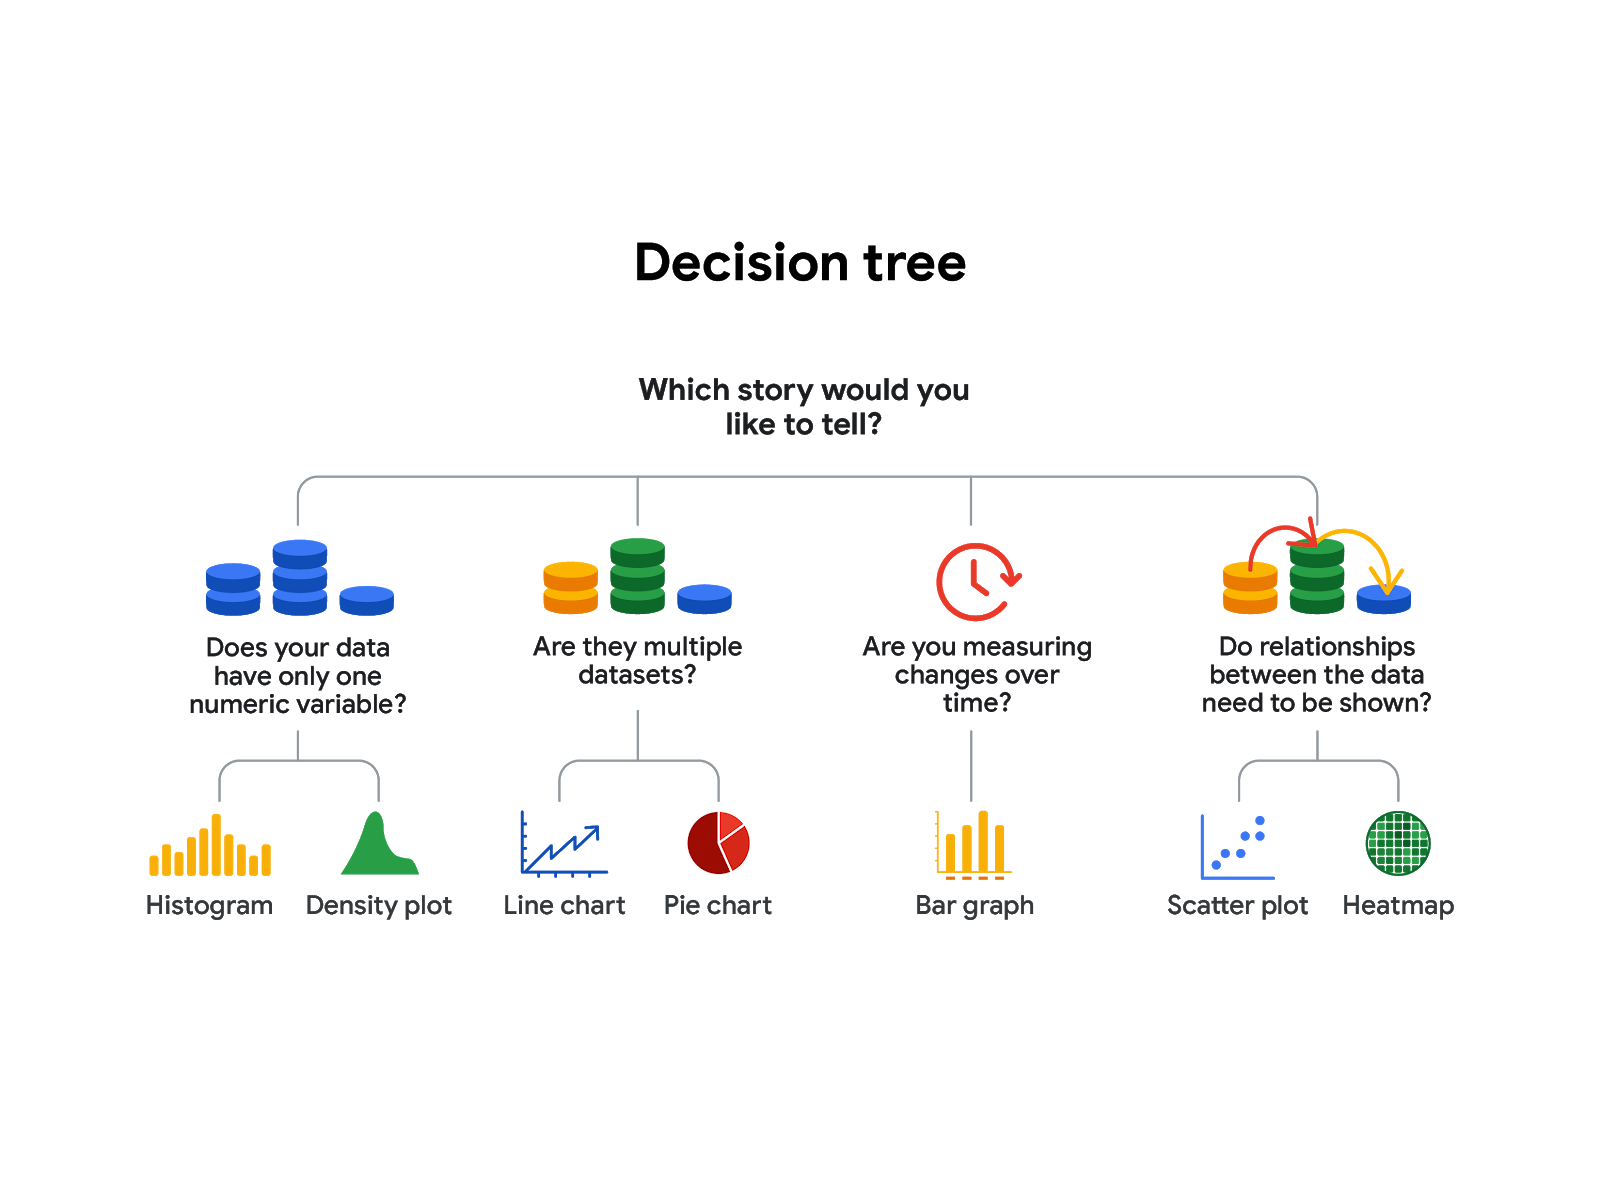 Decision tree
Which story would you
like to tell?
Does your data
have only one
numeric variable?
Are they multiple
datasets?
Are you measuring
changes over
time?
Do relationships
between the data
need to be shown?
Histogram
Density plot
Line chart
Pie chart
Bar graph
Scatter plot
Heatmap